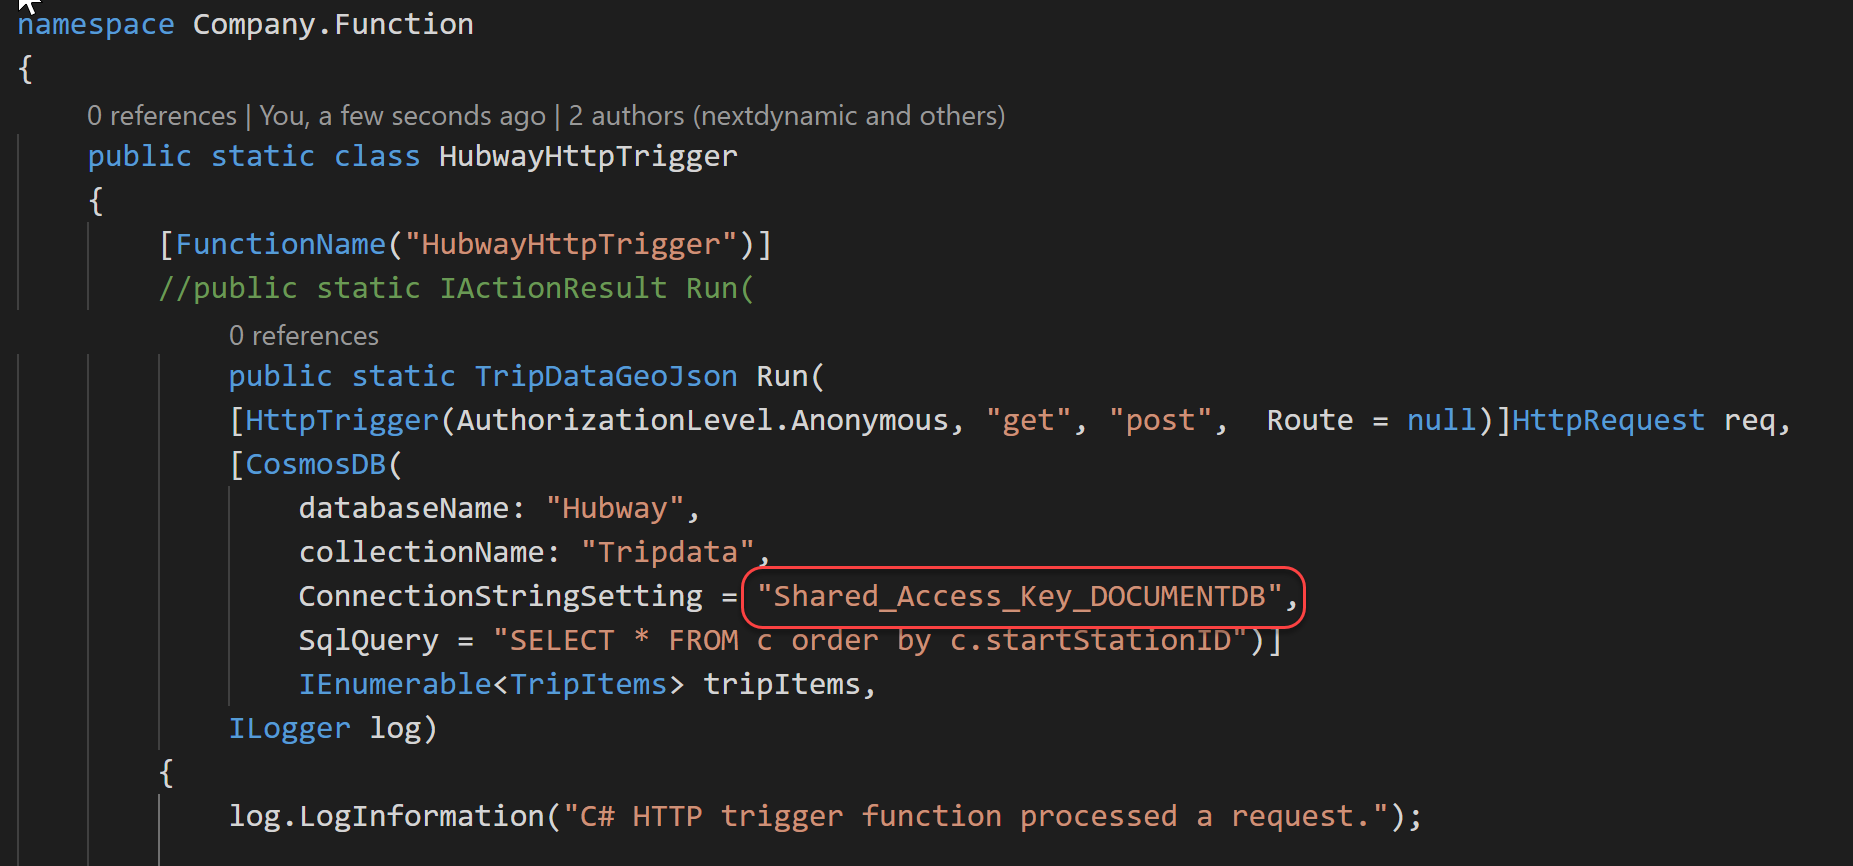 namespace Company.Function
{
0 references | You, a few seconds ago | 2 authors (nextdynamic and others)
public static class HubwayHttpTrigger
{
[FunctionName("HubwayHttpTrigger")]
//public static IActionResult Run(
0 references
public static TripDataGeoJson Run(
[HttpTrigger(AuthorizationLevel.Anonymous, "get", "post",  Route = null)]HttpRequest req,
[CosmosDB(
databaseName: "Hubway",
collectionName: "Tripdata",
ConnectionStringSetting = "Shared_Access_Key_DOCUMENTDB",
SqlQuery = "SELECT * FROM c order by c.startStationID")]
IEnumerable<TripItems> tripItems,
ILogger log)
{
log.LogInformation("C# HTTP trigger function processed a request.");